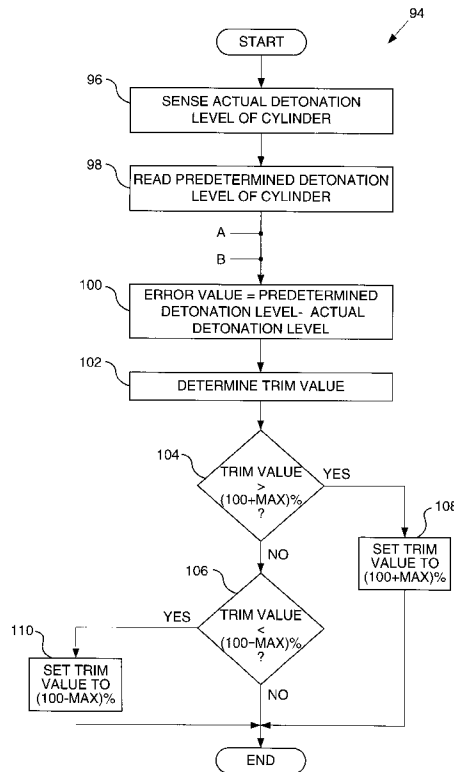 94
START
96
SENSE ACTUAL DETONATION
LEVEL OF CYLINDER
98
READ PREDETERMINED DETONATION
LEVEL OF CYLINDER
A
B
100
ERROR VALUE = PREDETERMINED
DETONATION LEVEL- ACTUAL
DETONATION LEVEL
102
DETERMINE TRIM VALUE
104
TRIM VALUE
>
(100+MAX)%
?
YES
NO
108
SET TRIM
VALUE TO
(100+MAX)%
106
TRIM VALUE
<
(100-MAX)%
?
YES
NO
110
SET TRIM
VALUE TO
(100-MAX)%
END